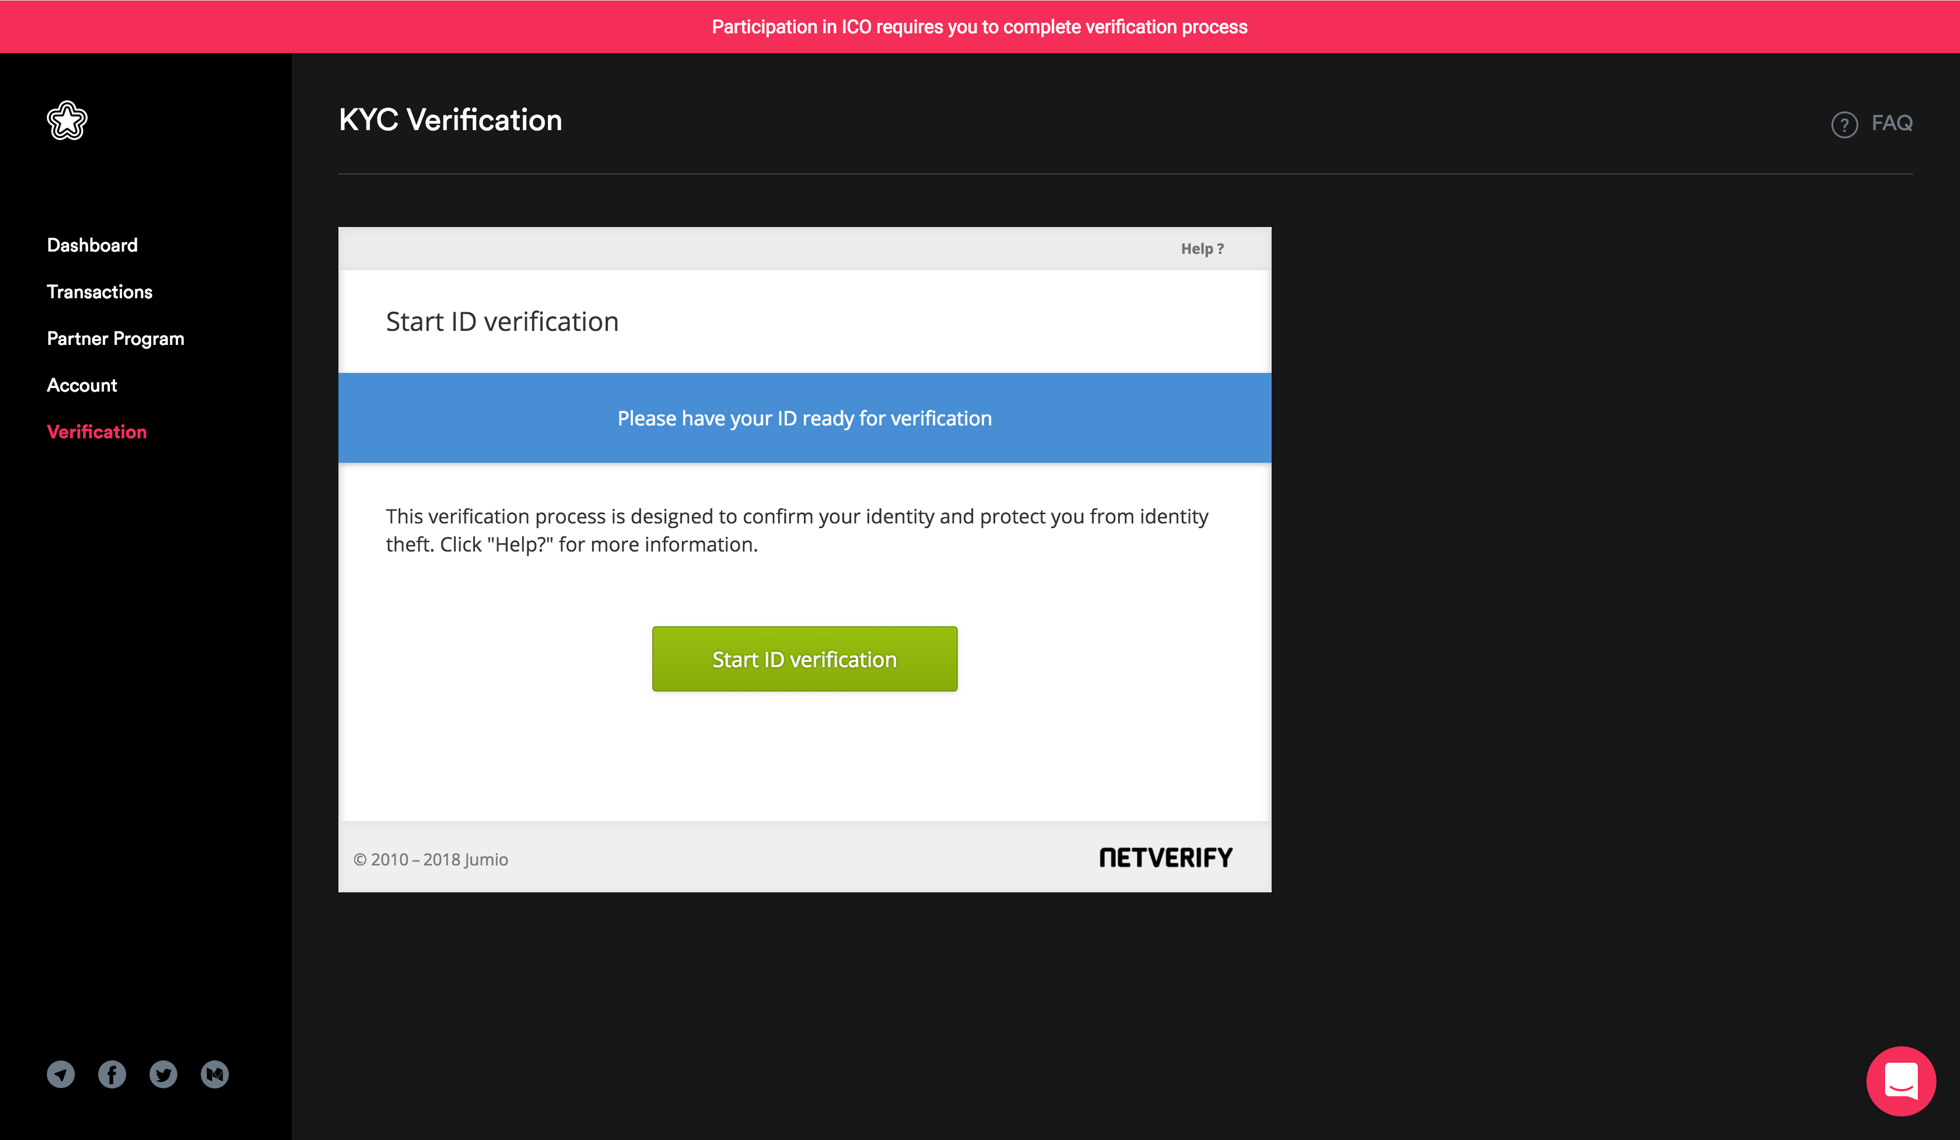 Participation in ICO requires you to complete verification process
KYC Verification
? FAQ
Dashboard
Transactions
Partner Program
Account
Verification
Help ?
Start ID verification
Please have your ID ready for verification
This verification process is designed to confirm your identity and protect you from identity
theft. Click "Help?" for more information.
Start ID verification
© 2010 – 2018 Jumio
NETVERIFY